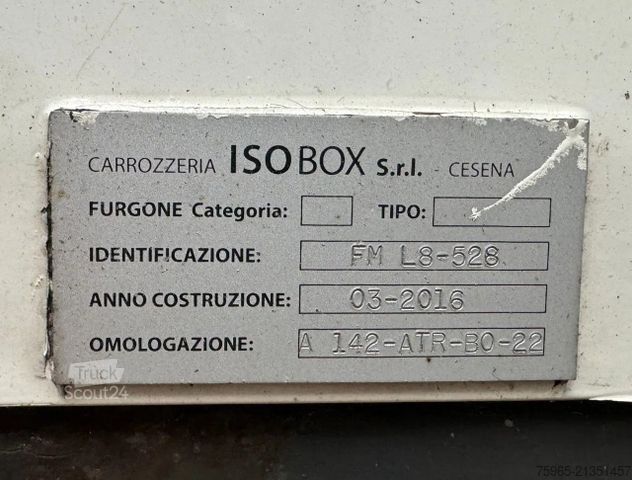 CARROZZERIA ISOBOX S.r.l. - CESENA
FURGONE Categoria: TIPO:
IDENTIFICAZIONE: FM L8-528
ANNO COSTRUZIONE: 03-2016
OMOLOGAZIONE: A 142-ATR-BO-22
Truck
Scout24
75965-21351457